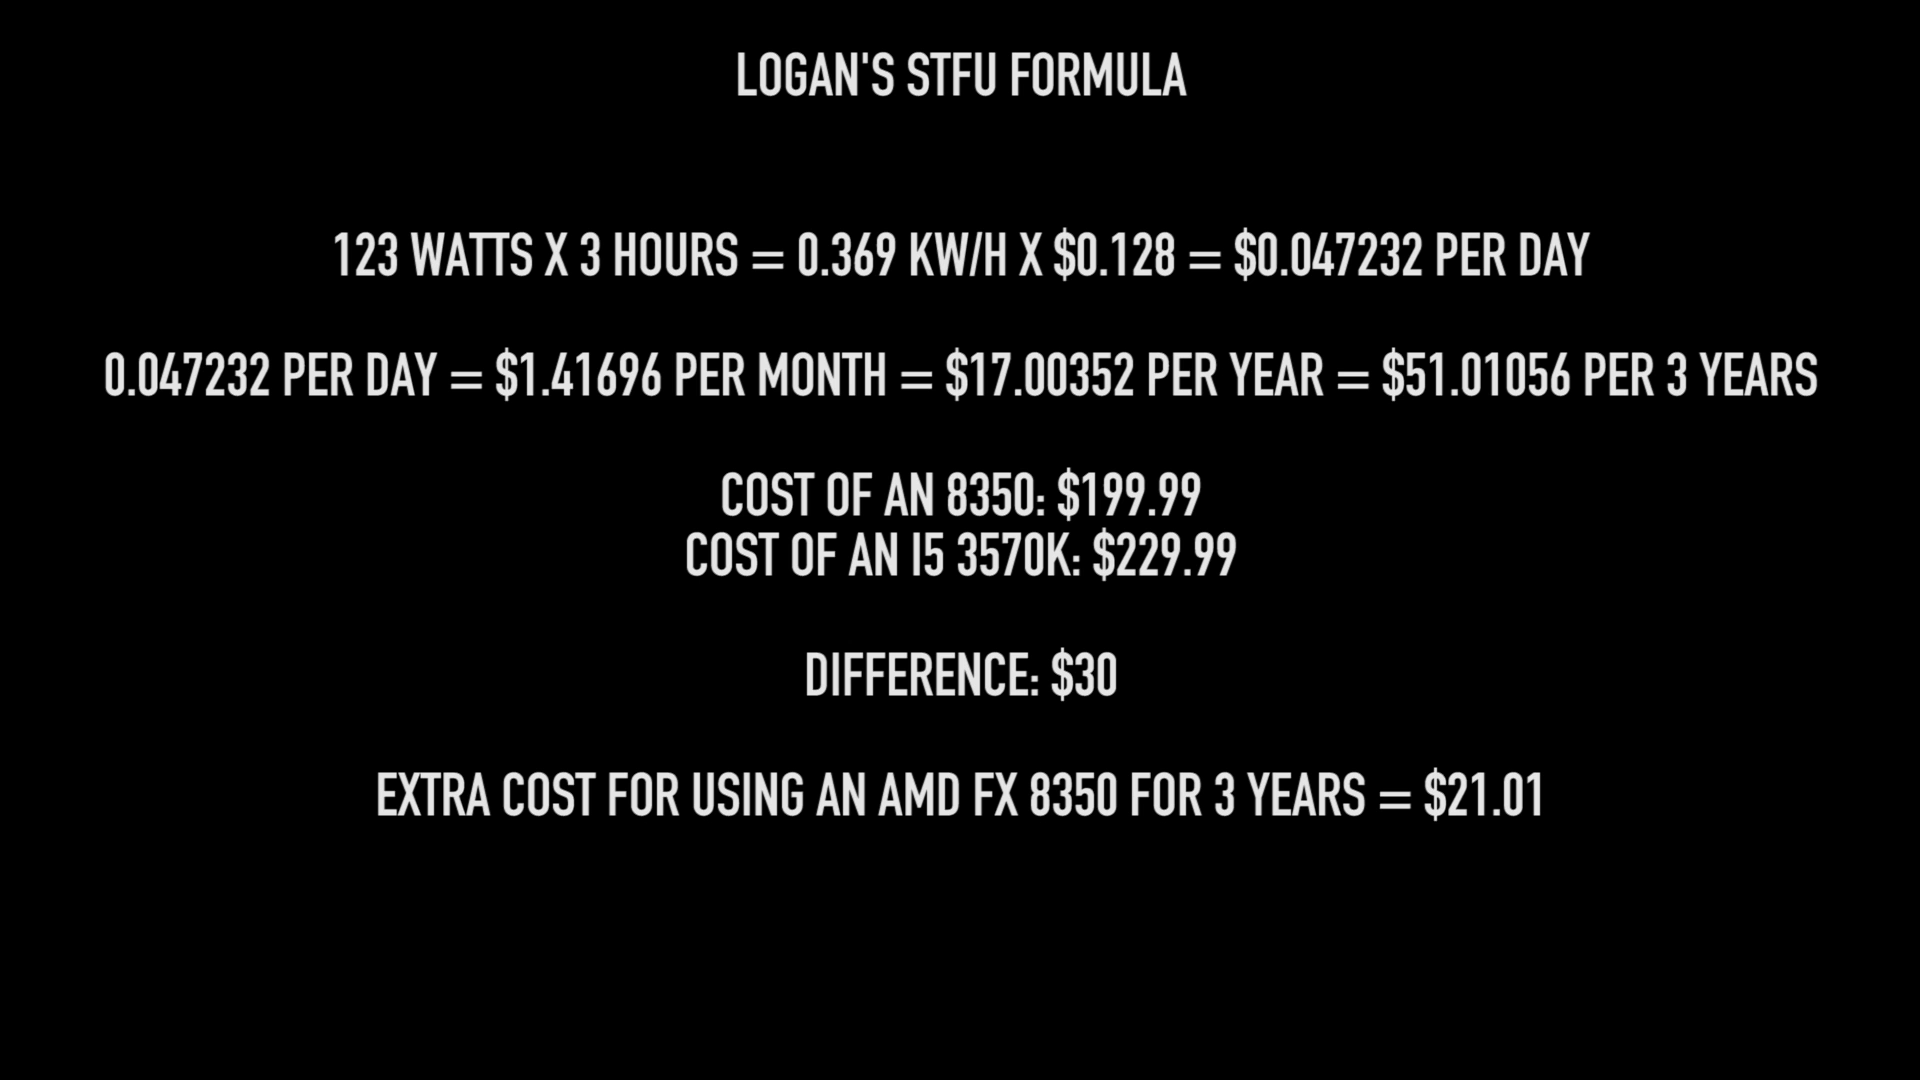 LOGAN'S STFU FORMULA
123 WATTS X 3 HOURS = 0.369 KW/H X $0.128 = $0.047232 PER DAY
0.047232 PER DAY = $1.41696 PER MONTH = $17.00352 PER YEAR = $51.01056 PER 3 YEARS
COST OF AN 8350: $199.99
COST OF AN I5 3570K: $229.99
DIFFERENCE: $30
EXTRA COST FOR USING AN AMD FX 8350 FOR 3 YEARS = $21.01